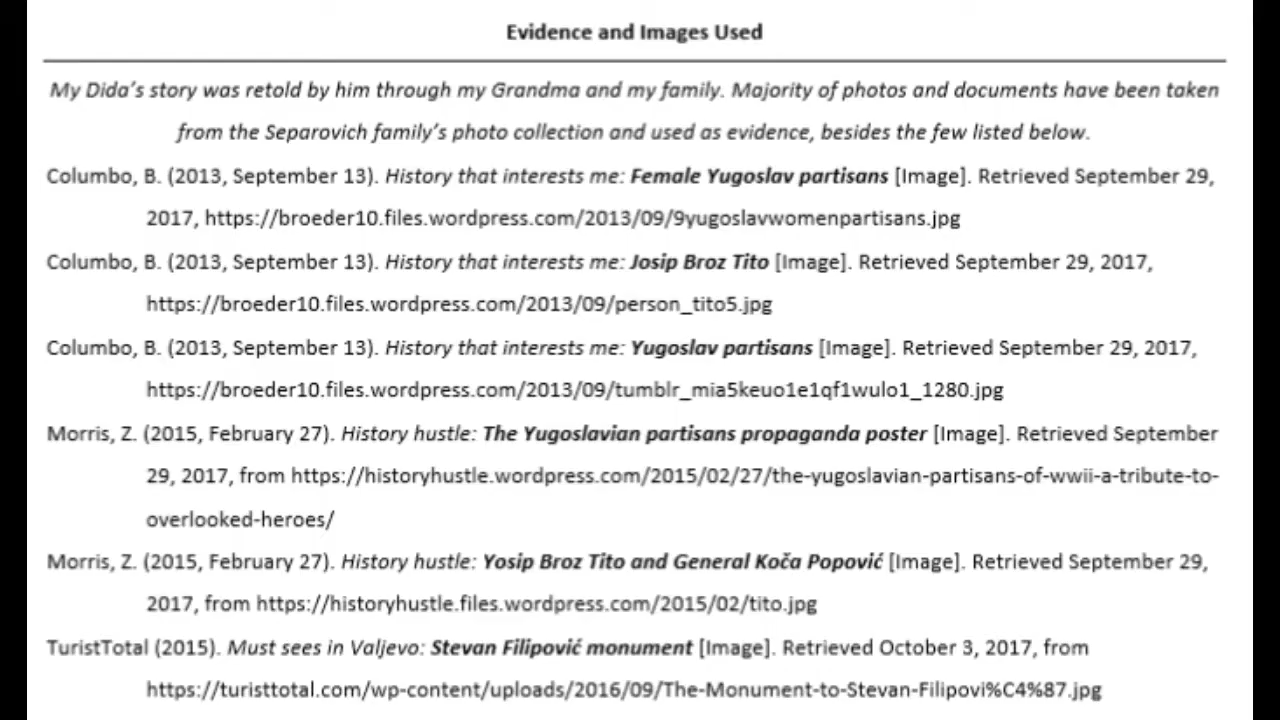 Evidence and Images Used
My Dida's story was retold by him through my Grandma and my family. Majority of photos and documents have been taken
from the Separovich family's photo collection and used as evidence, besides the few listed below.
Columbo, B. (2013, September 13). History that interests me: Female Yugoslav partisans [Image]. Retrieved September 29,
2017, https://broeder10.files.wordpress.com/2013/09/9yugoslavwomenpartisans.jpg
Columbo, B. (2013, September 13). History that interests me: Josip Broz Tito [Image]. Retrieved September 29, 2017,
https://broeder10.files.wordpress.com/2013/09/person_tito5.jpg
Columbo, B. (2013, September 13). History that interests me: Yugoslav partisans [Image]. Retrieved September 29, 2017,
https://broeder10.files.wordpress.com/2013/09/tumblr_mia5keuo1e1qf1wulo1_1280.jpg
Morris, Z. (2015, February 27). History hustle: The Yugoslavian partisans propaganda poster [Image]. Retrieved September
29, 2017, from https://historyhustle.wordpress.com/2015/02/27/the-yugoslavian-partisans-of-wwii-a-tribute-to-
overlooked-heroes/
Morris, Z. (2015, February 27). History hustle: Yosip Broz Tito and General Koča Popović [Image]. Retrieved September 29,
2017, from https://historyhustle.files.wordpress.com/2015/02/tito.jpg
TuristTotal (2015). Must sees in Valjevo: Stevan Filipović monument [Image]. Retrieved October 3, 2017, from
https://turisttotal.com/wp-content/uploads/2016/09/The-Monument-to-Stevan-Filipovi%C4%87.jpg